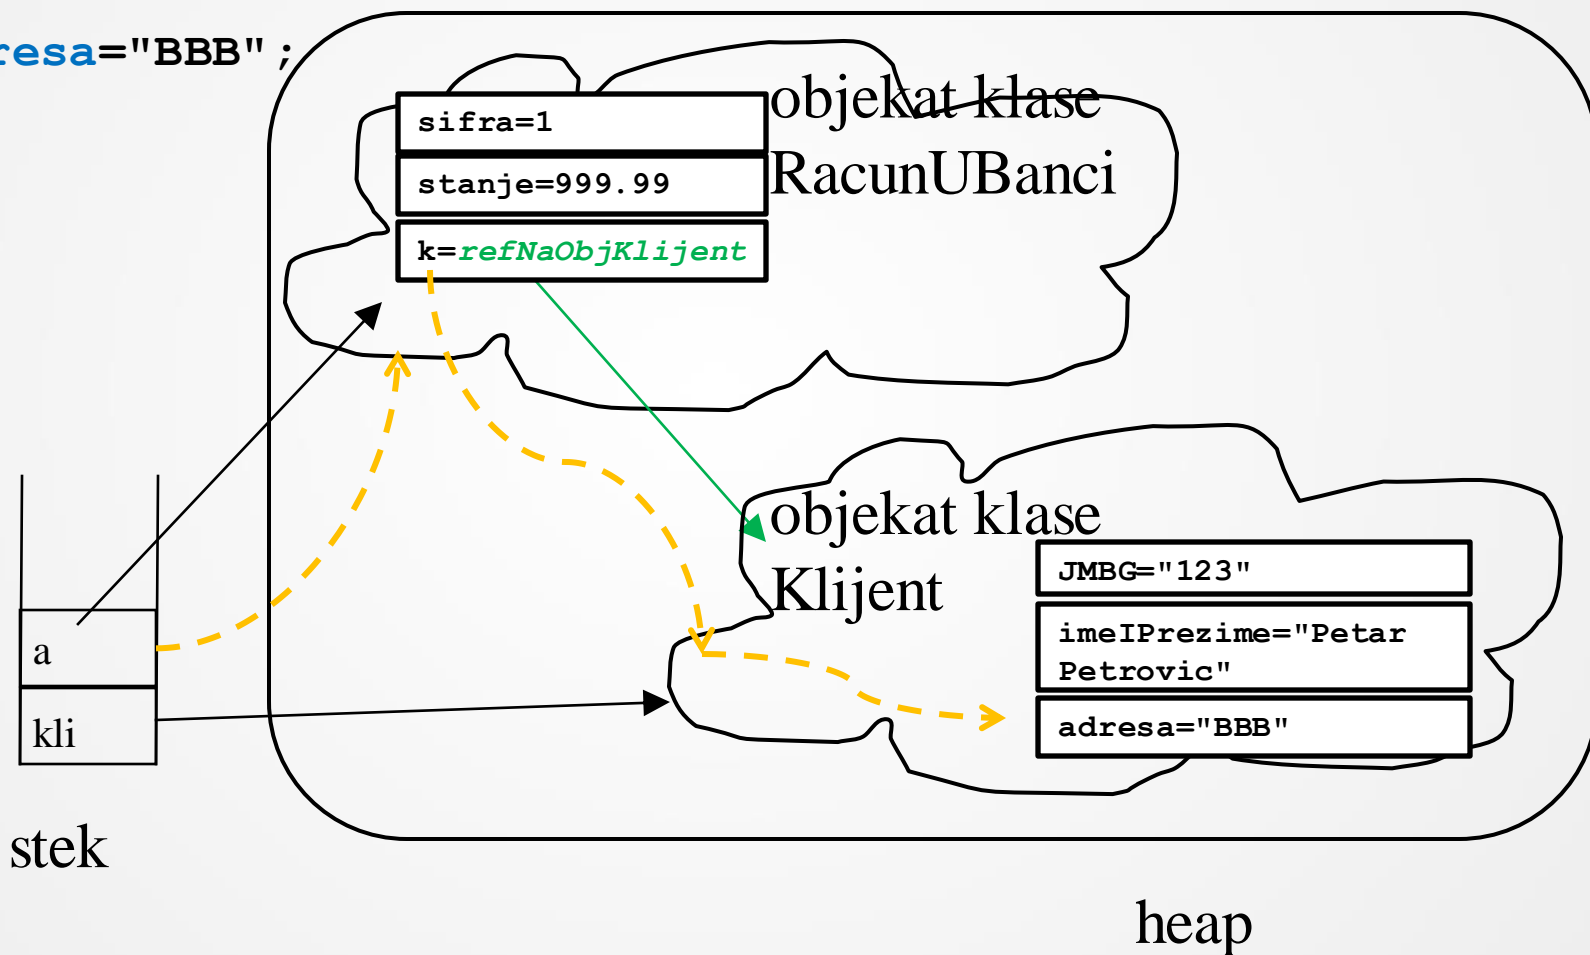 resa="BBB";
sifra=1
stanje=999.99
k=refNaObjKlijent
objekat klase
RacunUBanci
objekat klase
Klijent
JMBG="123"
imeIPrezime="Petar
Petrovic"
adresa="BBB"
a
kli
stek
heap